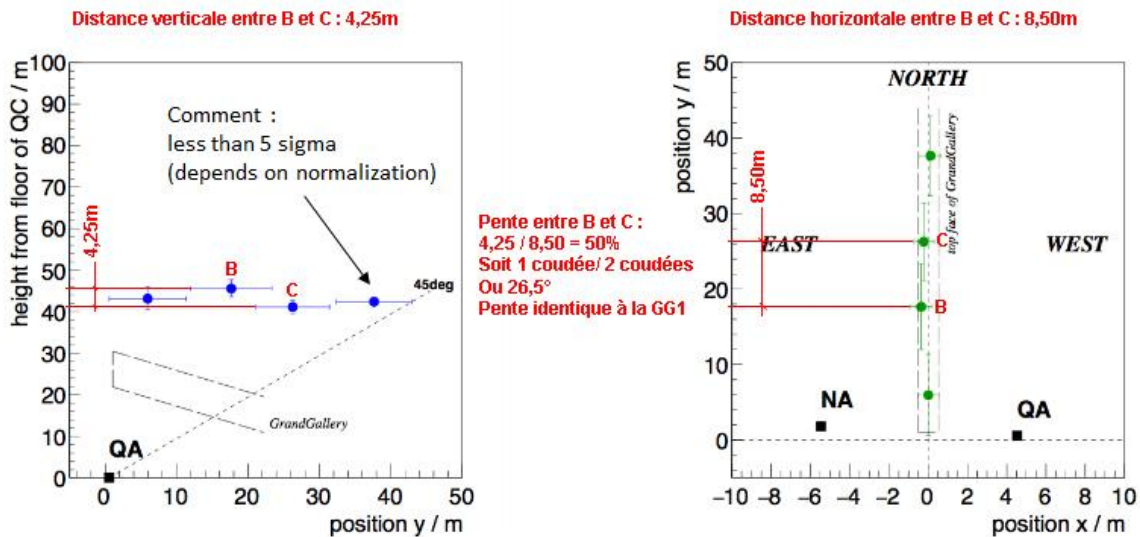 Distance verticale entre B et C : 4,25m
height from floor of QC / m
100
90
80
70
60
50
40
30
20
10
0
Comment :
less than 5 sigma
(depends on normalization)
4,25m
B
C
45deg
GrandGallery
QA
0
10
20
30
40
50
position y / m
Pente entre B et C :
4,25 / 8,50 = 50%
Soit 1 coudée/ 2 coudées
Ou 26,5°
Pente identique à la GG1
Distance horizontale entre B et C : 8,50m
position y / m
50
40
30
20
10
0
NORTH
top face of GrandGallery
8,50m
EAST
C
WEST
B
NA
QA
−10
−8
−6
−4
−2
0
2
4
6
8
10
position x / m